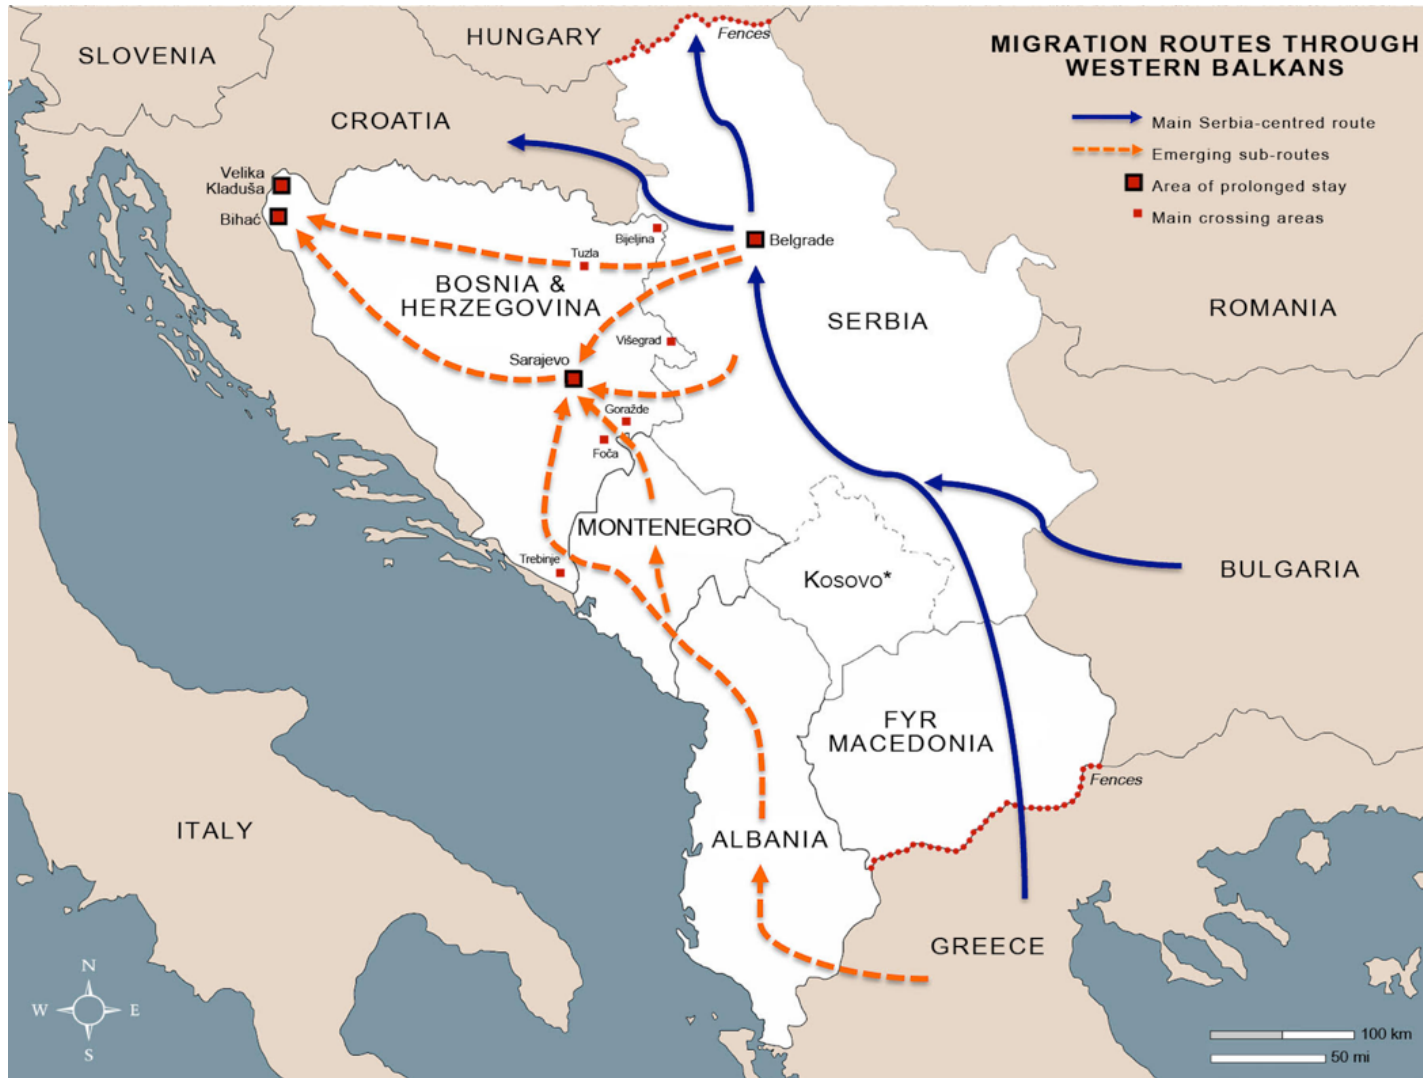 MIGRATION ROUTES THROUGH
WESTERN BALKANS
Main Serbia-centred route
Emerging sub-routes
Area of prolonged stay
Main crossing areas
SLOVENIA
HUNGARY
Fences
CROATIA
Velika
Kladuša
Bihać
Bijeljina
Tuzla
Belgrade
BOSNIA &
HERZEGOVINA
SERBIA
ROMANIA
Višegrad
Sarajevo
Goražde
Foča
MONTENEGRO
Trebinje
Kosovo*
BULGARIA
FYR
MACEDONIA
Fences
ITALY
ALBANIA
GREECE
N
W
E
S
100 km
50 mi